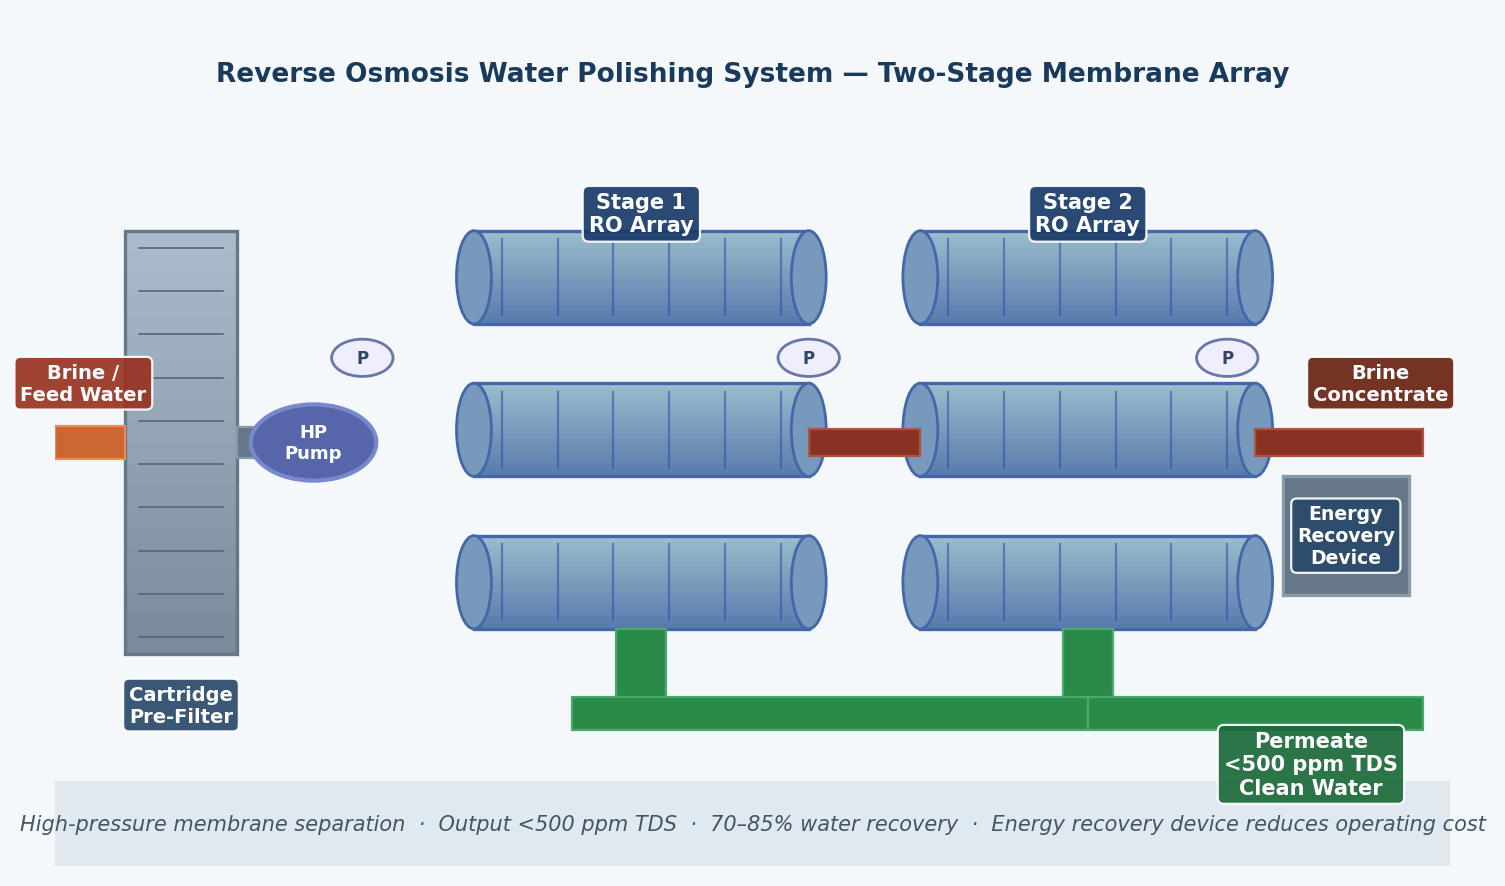 Reverse Osmosis Water Polishing System — Two-Stage Membrane Array
Stage 1
RO Array
Stage 2
RO Array
P
P
P
Brine /
Feed Water
Brine
Concentrate
HP
Pump
Energy
Recovery
Device
Cartridge
Pre-Filter
Permeate
<500 ppm TDS
Clean Water
High-pressure membrane separation · Output <500 ppm TDS · 70–85% water recovery · Energy recovery device reduces operating cost